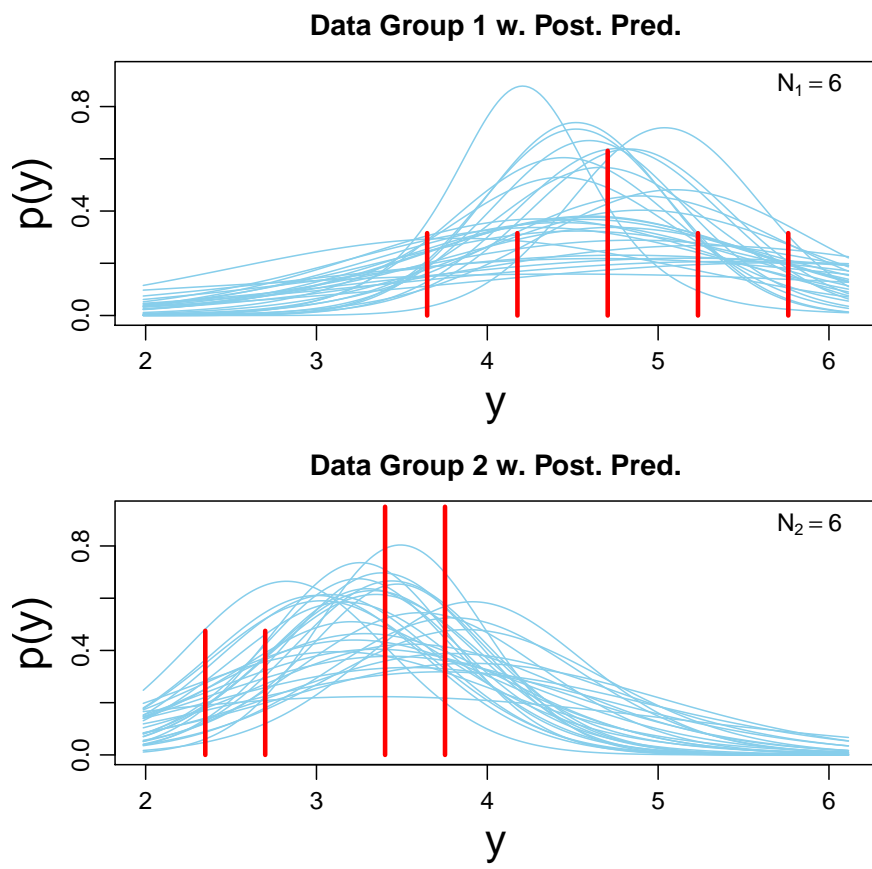 Data Group 1 w. Post. Pred.
N₁ = 6
p(y)
0.0 0.4 0.8
2 3 4 5 6
y
Data Group 2 w. Post. Pred.
N₂ = 6
p(y)
0.0 0.4 0.8
2 3 4 5 6
y